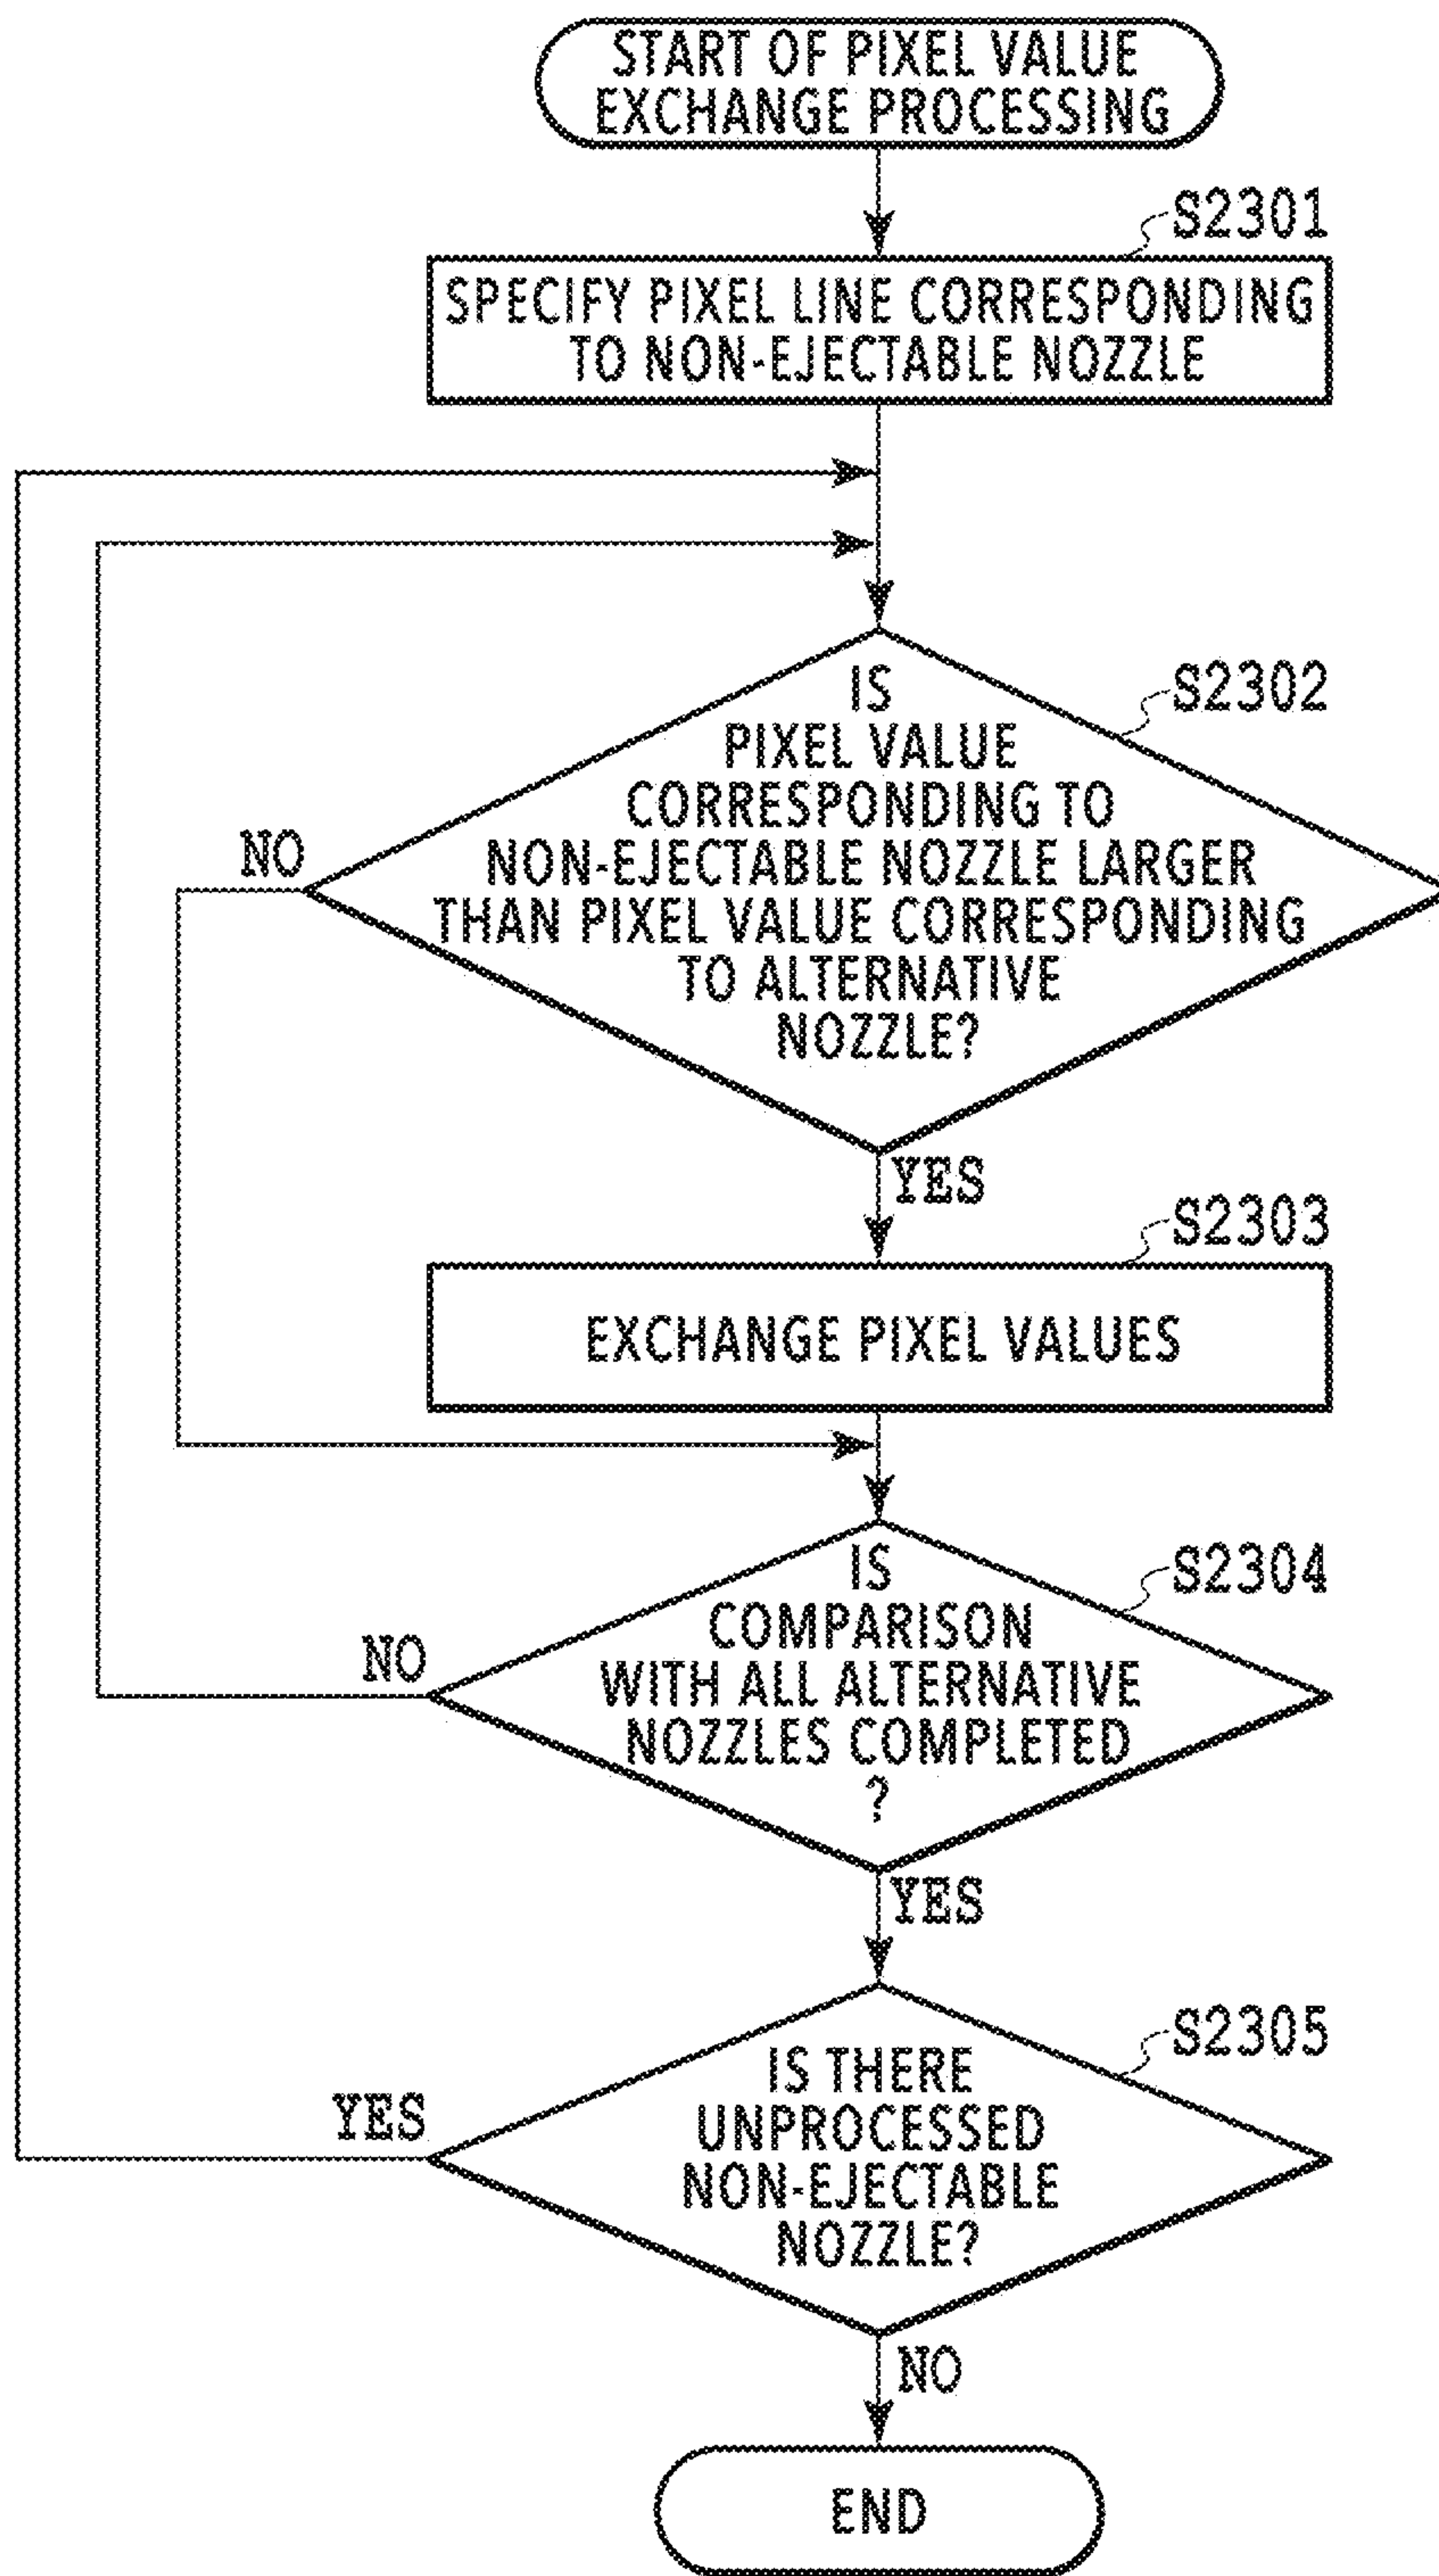 START OF PIXEL VALUE
EXCHANGE PROCESSING
S2301
SPECIFY PIXEL LINE CORRESPONDING
TO NON-EJECTABLE NOZZLE
S2302
IS
PIXEL VALUE
CORRESPONDING TO
NON-EJECTABLE NOZZLE LARGER
THAN PIXEL VALUE CORRESPONDING
TO ALTERNATIVE
NOZZLE?
NO
YES
S2303
EXCHANGE PIXEL VALUES
S2304
IS
COMPARISON
WITH ALL ALTERNATIVE
NOZZLES COMPLETED
?
NO
YES
S2305
IS THERE
UNPROCESSED
NON-EJECTABLE
NOZZLE?
YES
NO
END